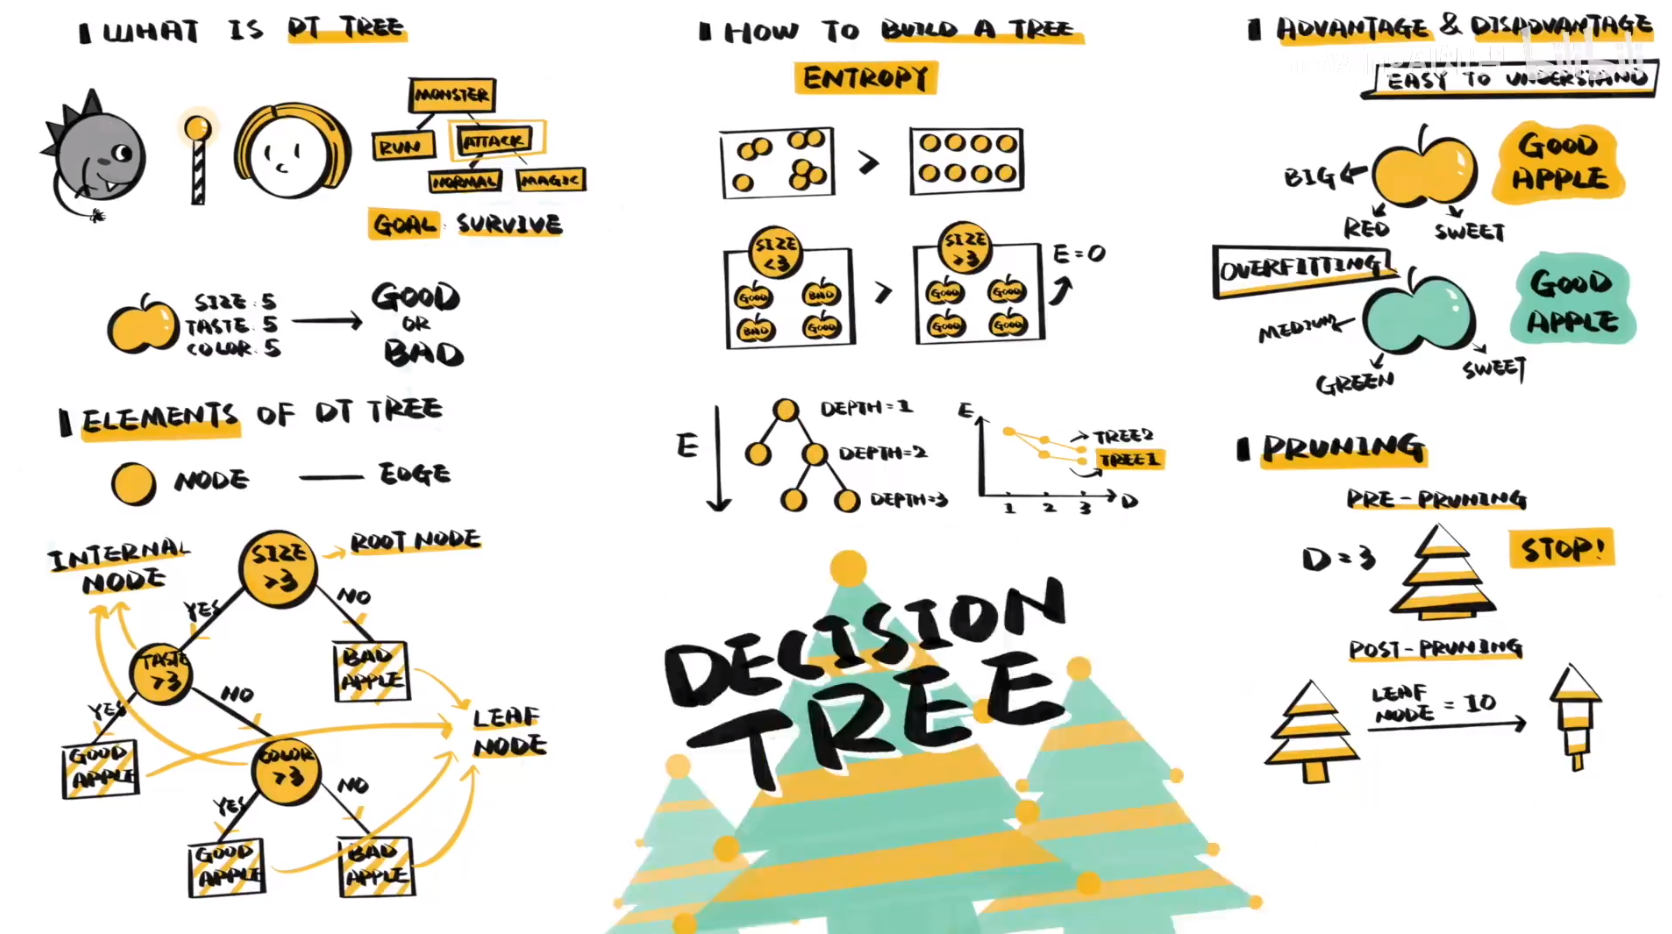 WHAT IS DT TREE
MONSTER
RUN
ATTACK
NORMAL
MAGIC
GOAL: SURVIVE
SIZE: 5
TASTE: 5
COLOR: 5
GOOD
OR
BAD
ELEMENTS OF DT TREE
NODE
EDGE
INTERNAL
NODE
SIZE
>3
ROOT NODE
YES
NO
TASTE
>3
BAD
APPLE
YES
NO
GOOD
APPLE
COLOR
>3
LEAF
NODE
YES
NO
GOOD
APPLE
BAD
APPLE
HOW TO BUILD A TREE
ENTROPY
>
SIZE
<3
GOOD
BAD
BAD
GOOD
>
SIZE
>3
GOOD
GOOD
GOOD
GOOD
E=0
E
DEPTH=1
DEPTH=2
DEPTH=3
E
TREE2
TREE1
1 2 3 D
DECISION
TREE
ADVANTAGE & DISADVANTAGE
EASY TO UNDERSTAND
BIG
RED
SWEET
GOOD
APPLE
OVERFITTING
MEDIUM
GREEN
SWEET
GOOD
APPLE
PRUNING
PRE-PRUNING
D=3
STOP!
POST-PRUNING
LEAF
NODE = 10